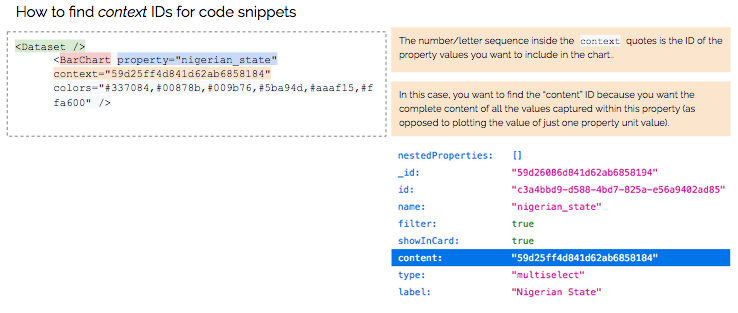 How to find context IDs for code snippets
<Dataset />
<BarChart property="nigerian_state"
context="59d25ff4d841d62ab6858184"
colors="#337084,#00878b,#009b76,#5ba94d,#aaaf15,#f
fa600" />
The number/letter sequence inside the context quotes is the ID of the
property values you want to include in the chart..
In this case, you want to find the “content” ID because you want the
complete content of all the values captured within this property (as
opposed to plotting the value of just one property unit value).
nestedProperties: []
_id: "59d26086d841d62ab6858194"
id: "c3a4bbd9-d588-4bd7-825a-e56a9402ad85"
name: "nigerian_state"
filter: true
showInCard: true
content: "59d25ff4d841d62ab6858184"
type: "multiselect"
label: "Nigerian State"